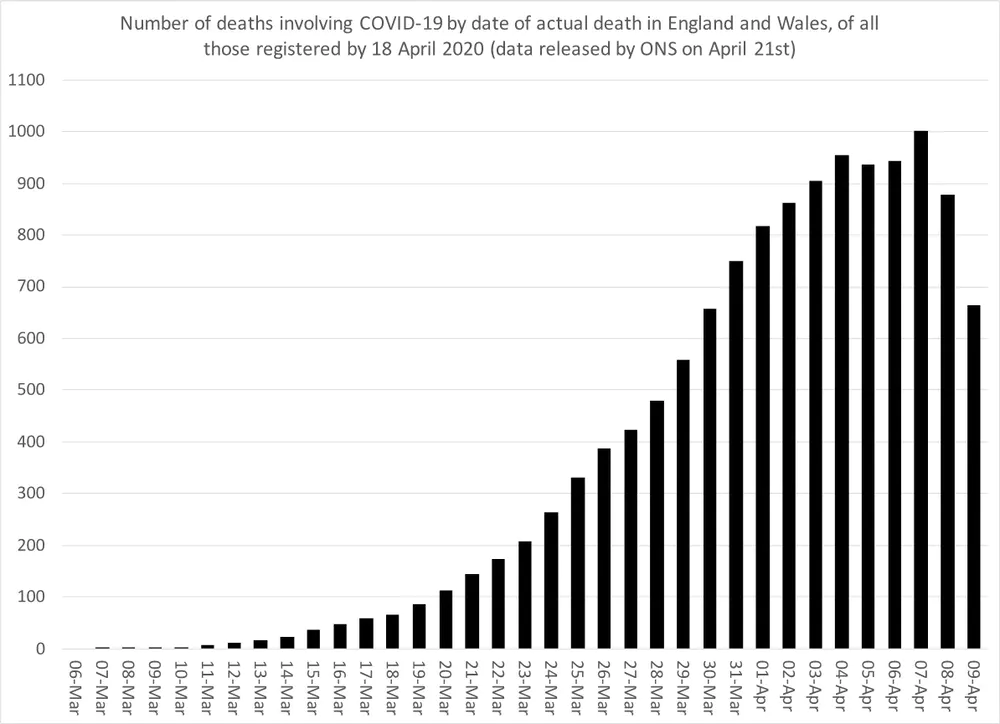 Number of deaths involving COVID-19 by date of actual death in England and Wales, of all
those registered by 18 April 2020 (data released by ONS on April 21st)
1100
1000
900
800
700
600
500
400
300
200
100
0
06-Mar
07-Mar
08-Mar
09-Mar
10-Mar
11-Mar
12-Mar
13-Mar
14-Mar
15-Mar
16-Mar
17-Mar
18-Mar
19-Mar
20-Mar
21-Mar
22-Mar
23-Mar
24-Mar
25-Mar
26-Mar
27-Mar
28-Mar
29-Mar
30-Mar
31-Mar
01-Apr
02-Apr
03-Apr
04-Apr
05-Apr
06-Apr
07-Apr
08-Apr
09-Apr